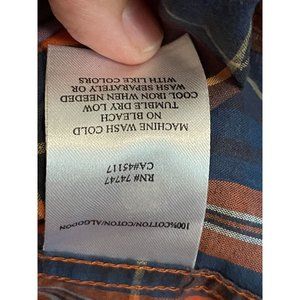 100%COTTON/COTON/ALGODON
RN# 74747
CA#45117
MACHINE WASH COLD
NO BLEACH
TUMBLE DRY LOW
COOL IRON WHEN NEEDED
WASH SEPARATELY OR
WITH LIKE COLORS